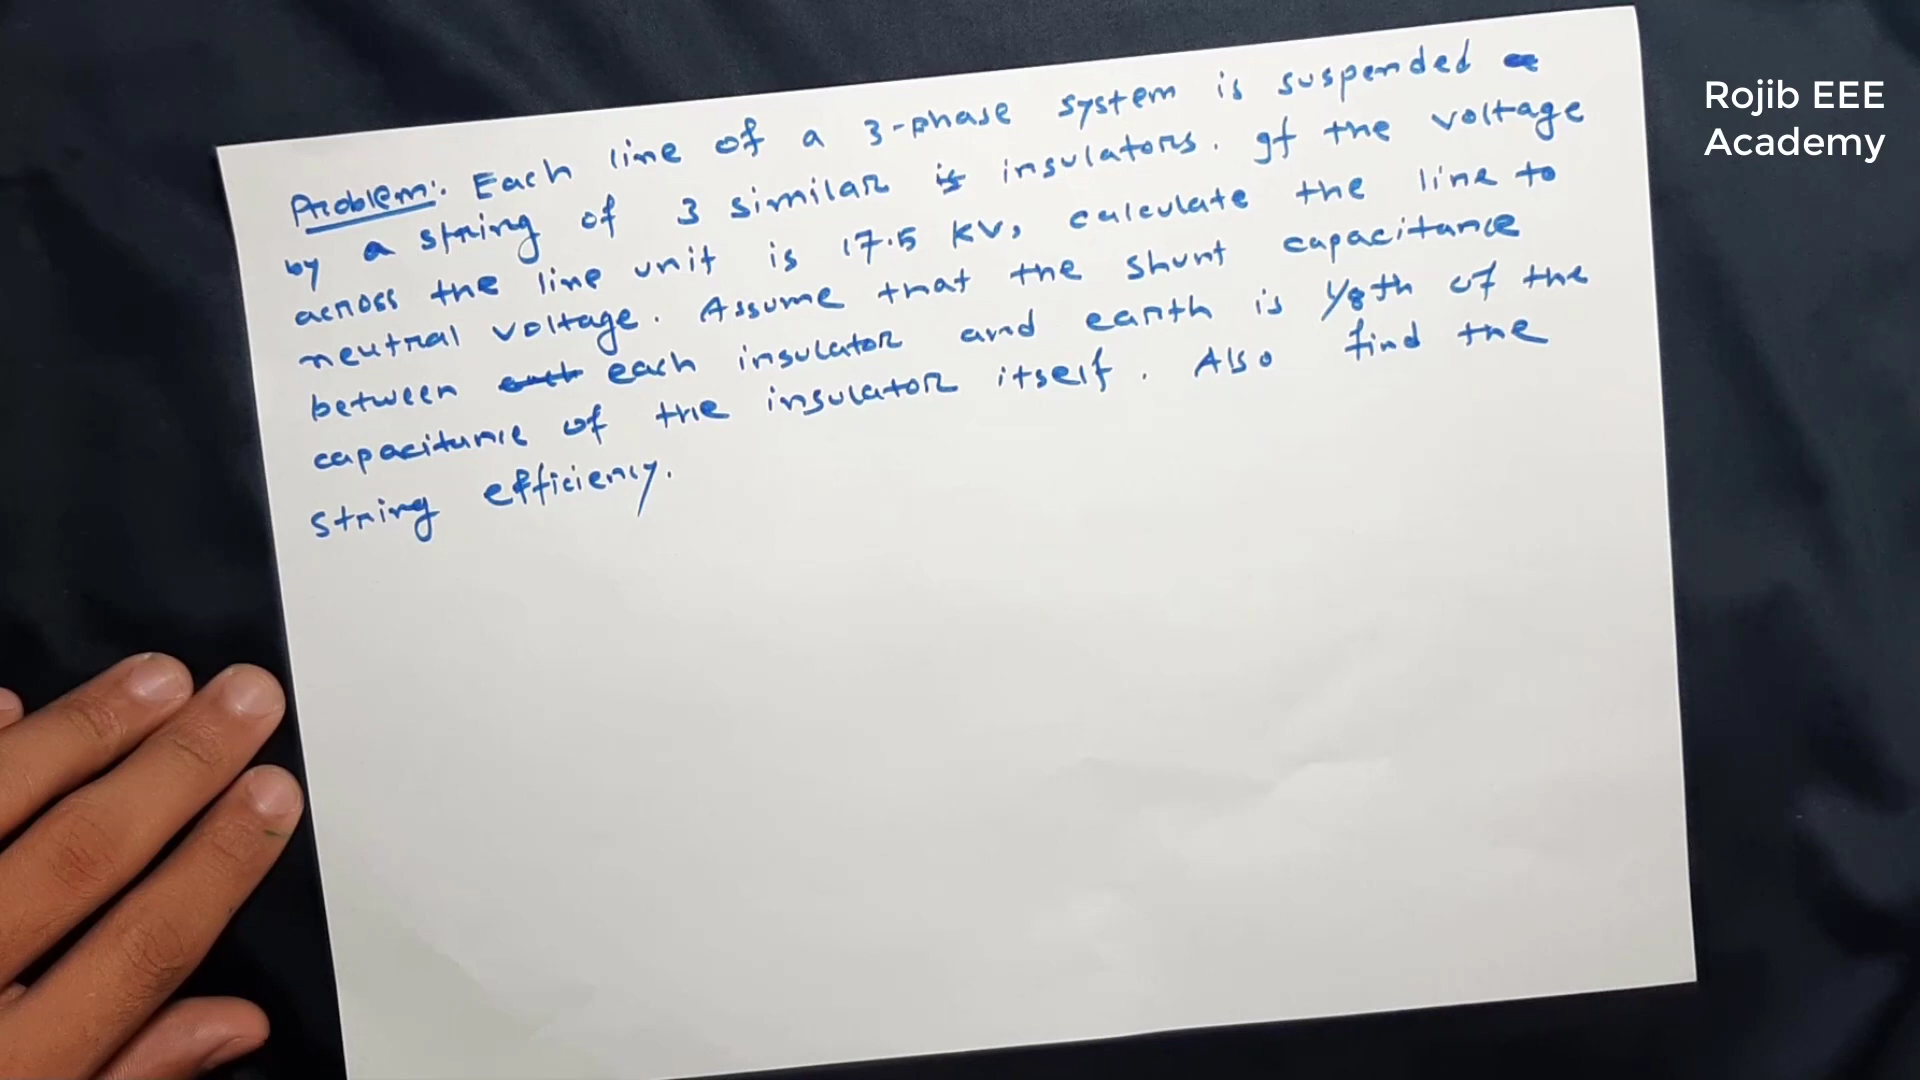 Problem: Each line of a 3-phase system is suspended
by a string of 3 similar insulators. If the voltage
across the line unit is 17.5 KV, calculate the line to
neutral voltage. Assume that the shunt capacitance
between each insulator and earth is 1/8th of the
capacitance of the insulator itself. Also find the
string efficiency.
Rojib EEE
Academy